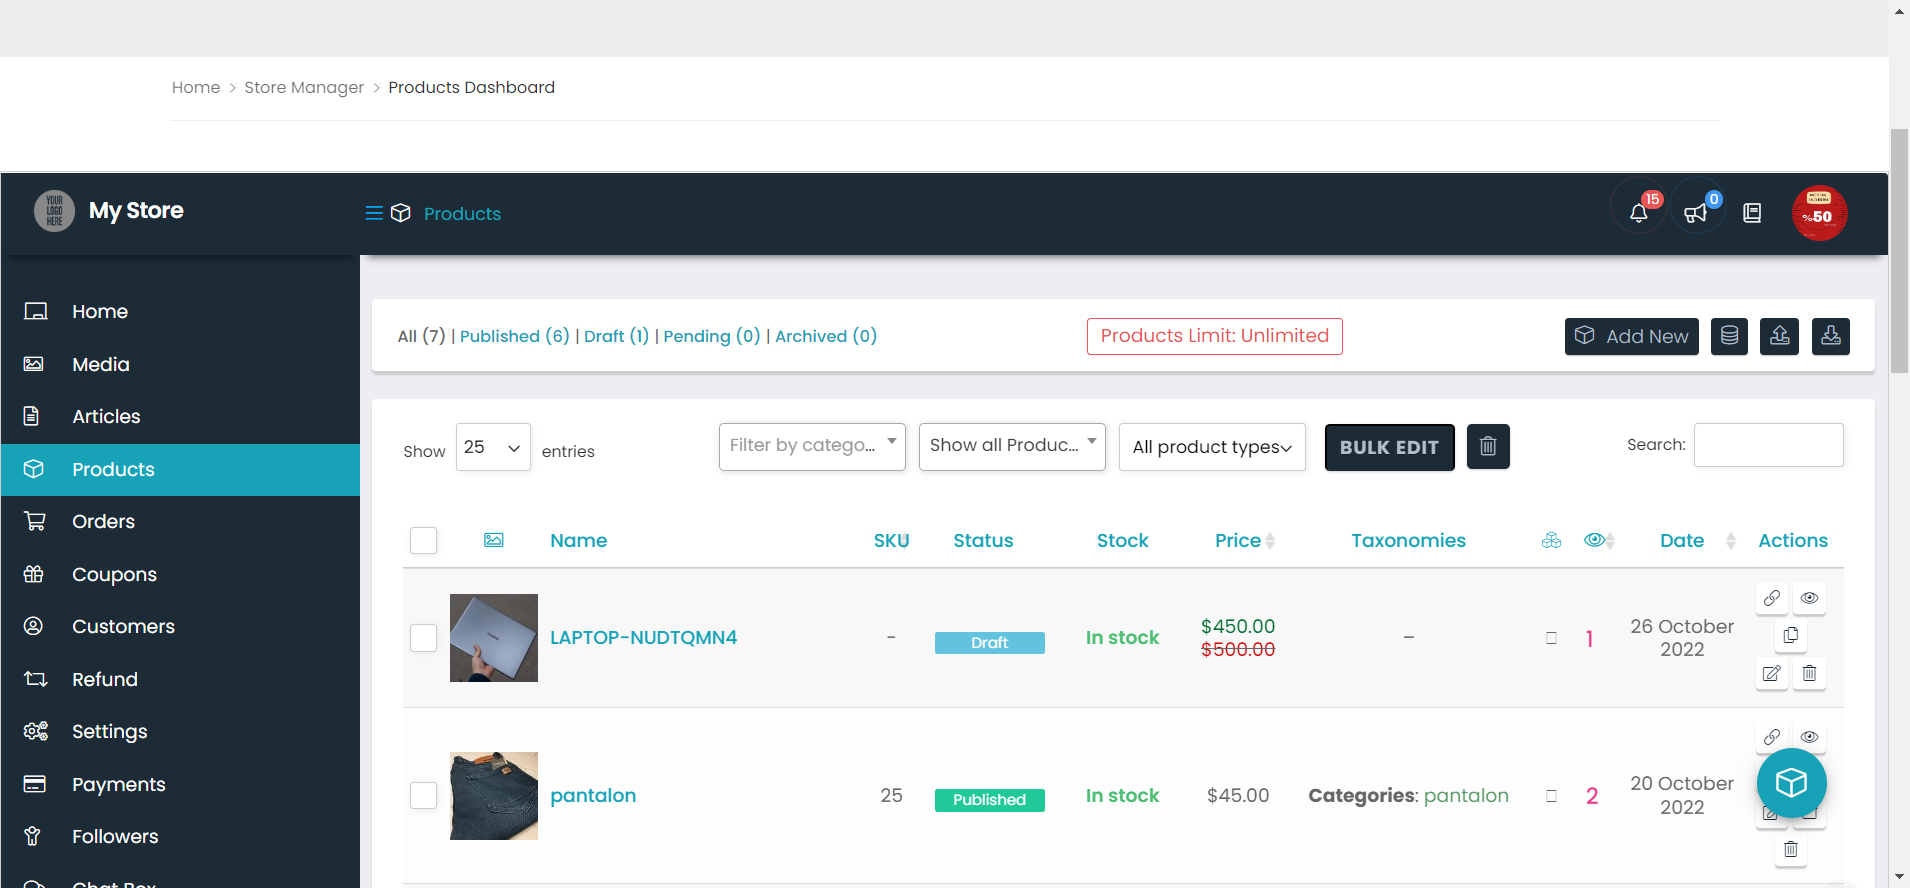 Home > Store Manager > Products Dashboard
YOUR LOGO HERE
My Store
Products
15
0
%50
Home
Media
Articles
Products
Orders
Coupons
Customers
Refund
Settings
Payments
Followers
Chat Box
All (7) | Published (6) | Draft (1) | Pending (0) | Archived (0)
Products Limit: Unlimited
Add New
Show 25 entries
Filter by catego...
Show all Produc...
All product types
BULK EDIT
Search:
Name SKU Status Stock Price Taxonomies Date Actions
LAPTOP-NUDTQMN4 - Draft In stock $450.00 $500.00 – 1 26 October 2022
pantalon 25 Published In stock $45.00 Categories: pantalon 2 20 October 2022